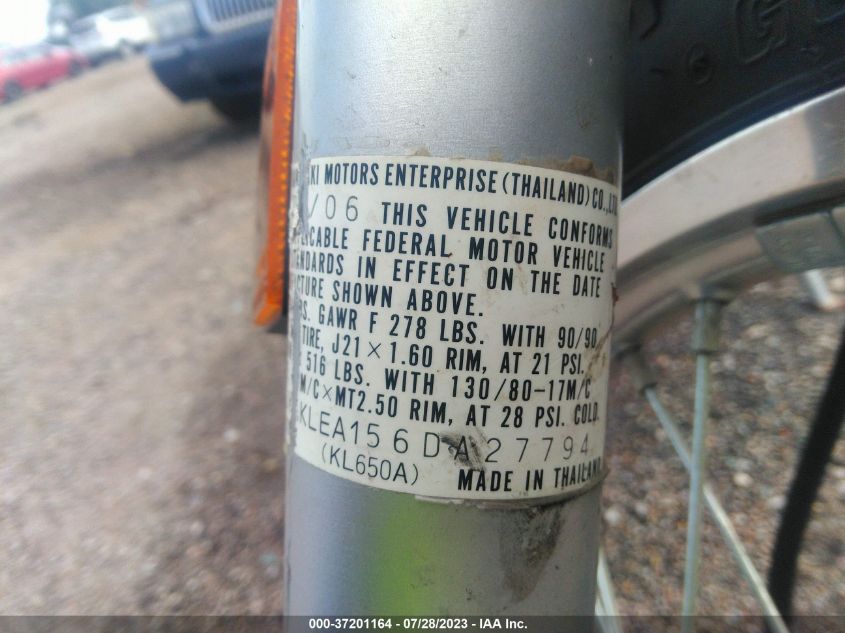 KI MOTORS ENTERPRISE (THAILAND) CO., LT
/06 THIS VEHICLE CONFORMS
LICABLE FEDERAL MOTOR VEHICLE
ANDARDS IN EFFECT ON THE DATE
CTURE SHOWN ABOVE.
GAWR F 278 LBS. WITH 90/90
TIRE, J21×1.60 RIM, AT 21 PSI.
516 LBS. WITH 130/80-17M/C
M/C×MT2.50 RIM, AT 28 PSI. COLD.
KLEA156DA27794
(KL650A) MADE IN THAILAND
000-37201164 - 07/28/2023 - IAA Inc.